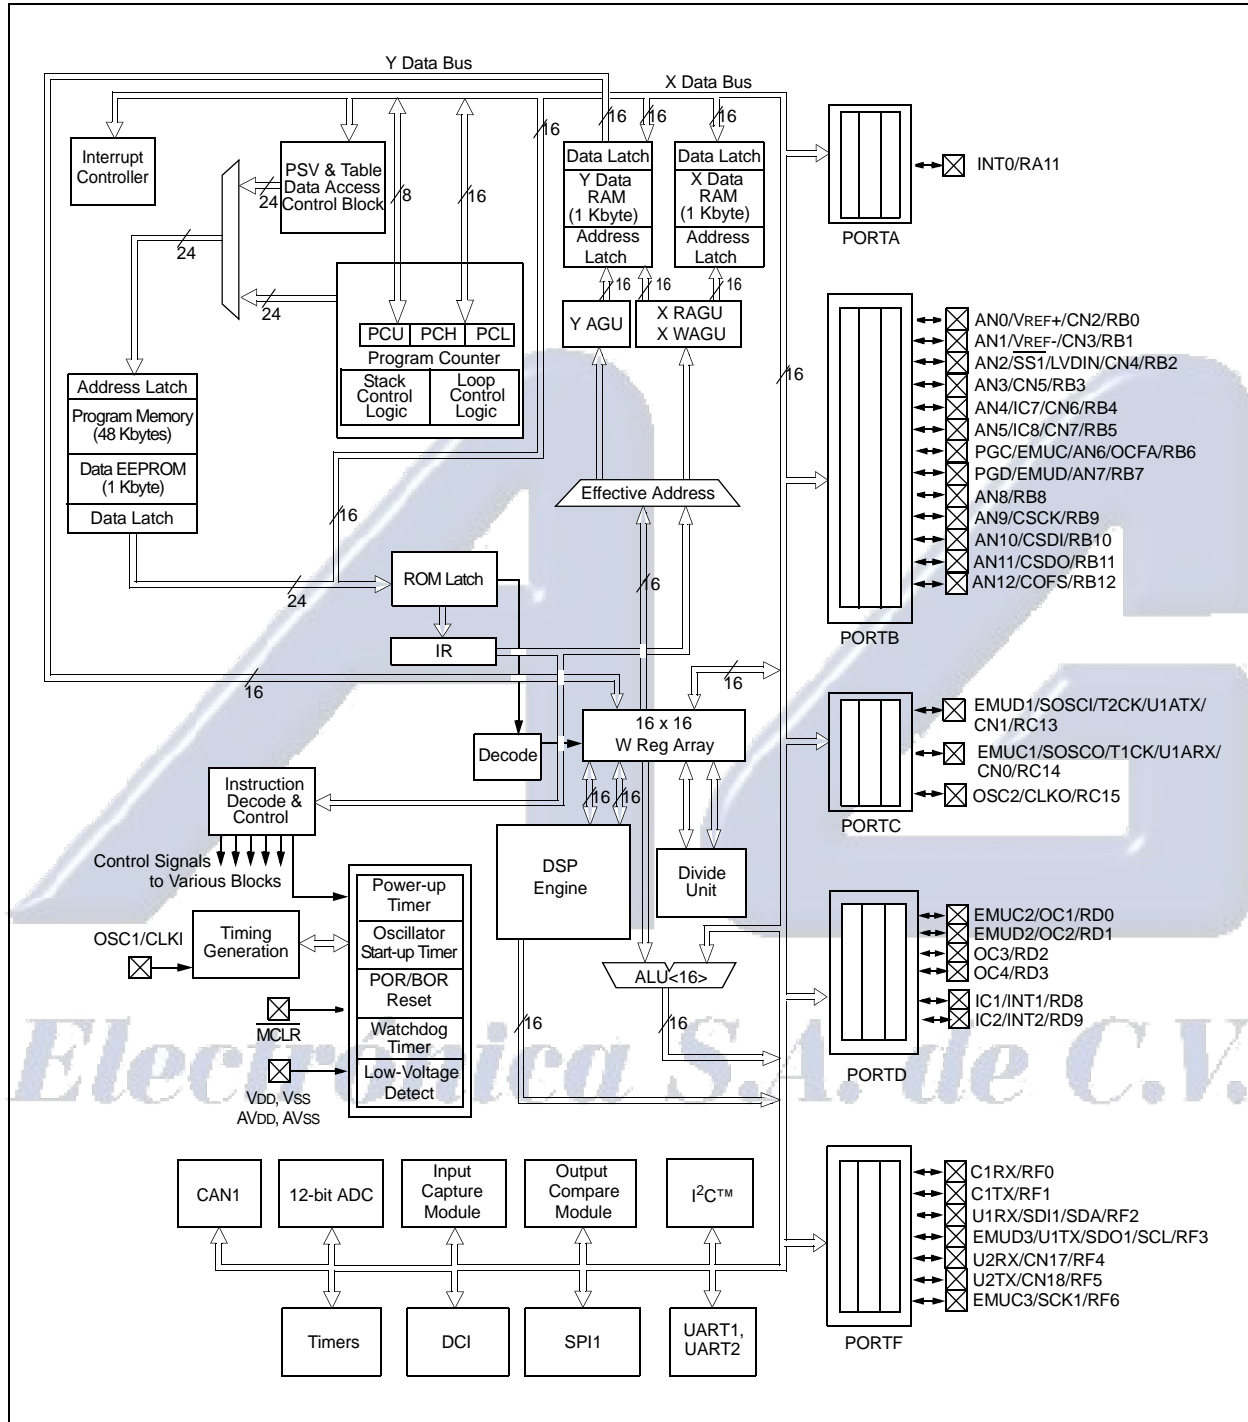 Y Data Bus
X Data Bus
16
16
16
16
Interrupt
Controller
PSV & Table
Data Access
Control Block
24
8
16
Data Latch
Y Data
RAM
(1 Kbyte)
Address
Latch
Data Latch
X Data
RAM
(1 Kbyte)
Address
Latch
INT0/RA11
PORTA
24
24
16
16
16
Y AGU
X RAGU
X WAGU
PCU
PCH
PCL
Program Counter
Stack
Control
Logic
Loop
Control
Logic
16
Address Latch
Program Memory
(48 Kbytes)
Data EEPROM
(1 Kbyte)
Data Latch
Effective Address
16
24
16
ROM Latch
IR
16
16
AN0/VREF+/CN2/RB0
AN1/VREF-/CN3/RB1
AN2/SS1/LVDIN/CN4/RB2
AN3/CN5/RB3
AN4/IC7/CN6/RB4
AN5/IC8/CN7/RB5
PGC/EMUC/AN6/OCFA/RB6
PGD/EMUD/AN7/RB7
AN8/RB8
AN9/CSCK/RB9
AN10/CSDI/RB10
AN11/CSDO/RB11
AN12/COFS/RB12
PORTB
16 x 16
W Reg Array
Decode
Instruction
Decode &
Control
16
16
EMUD1/SOSCI/T2CK/U1ATX/
CN1/RC13
EMUC1/SOSCO/T1CK/U1ARX/
CN0/RC14
OSC2/CLKO/RC15
PORTC
Control Signals
to Various Blocks
DSP
Engine
Divide
Unit
Power-up
Timer
Oscillator
Start-up Timer
POR/BOR
Reset
Watchdog
Timer
Low-Voltage
Detect
OSC1/CLKI
Timing
Generation
MCLR
VDD, VSS
AVDD, AVSS
ALU<16>
16
16
EMUC2/OC1/RD0
EMUD2/OC2/RD1
OC3/RD2
OC4/RD3
IC1/INT1/RD8
IC2/INT2/RD9
PORTD
Electrónica S.A. de C.V.
CAN1
12-bit ADC
Input
Capture
Module
Output
Compare
Module
I²C™
Timers
DCI
SPI1
UART1,
UART2
C1RX/RF0
C1TX/RF1
U1RX/SDI1/SDA/RF2
EMUD3/U1TX/SDO1/SCL/RF3
U2RX/CN17/RF4
U2TX/CN18/RF5
EMUC3/SCK1/RF6
PORTF